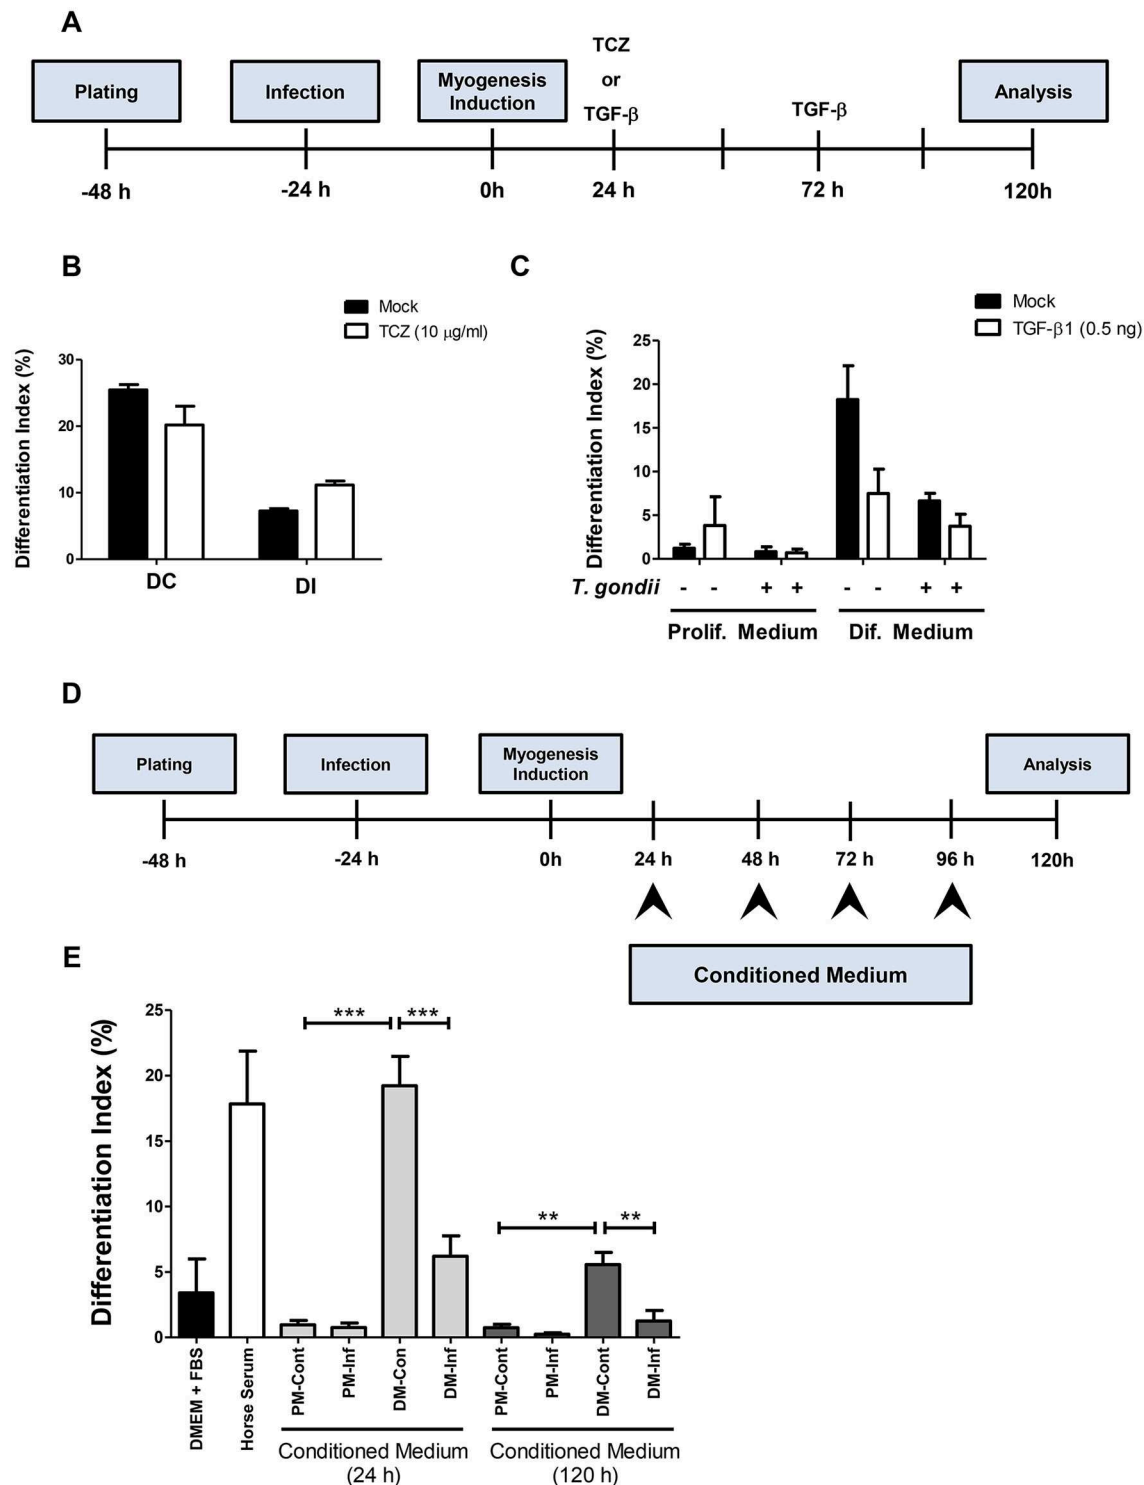 A
Plating
Infection
Myogenesis
Induction
TCZ
or
TGF-β
TGF-β
Analysis
-48 h
-24 h
0h
24 h
72 h
120h
B
Mock
TCZ (10 μg/ml)
Differentiation Index (%)
30
20
10
0
DC
DI
C
Mock
TGF-β1 (0.5 ng)
Differentiation Index (%)
25
20
15
10
5
0
T. gondii - - + + - - + +
Prolif. Medium
Dif. Medium
D
Plating
Infection
Myogenesis
Induction
Analysis
-48 h
-24 h
0h
24 h
48 h
72 h
96 h
120h
Conditioned Medium
E
Differentiation Index (%)
25
20
15
10
5
0
***
***
**
**
DMEM + FBS
Horse Serum
PM-Cont
PM-Inf
DM-Con
DM-Inf
PM-Cont
PM-Inf
DM-Cont
DM-Inf
Conditioned Medium
(24 h)
Conditioned Medium
(120 h)